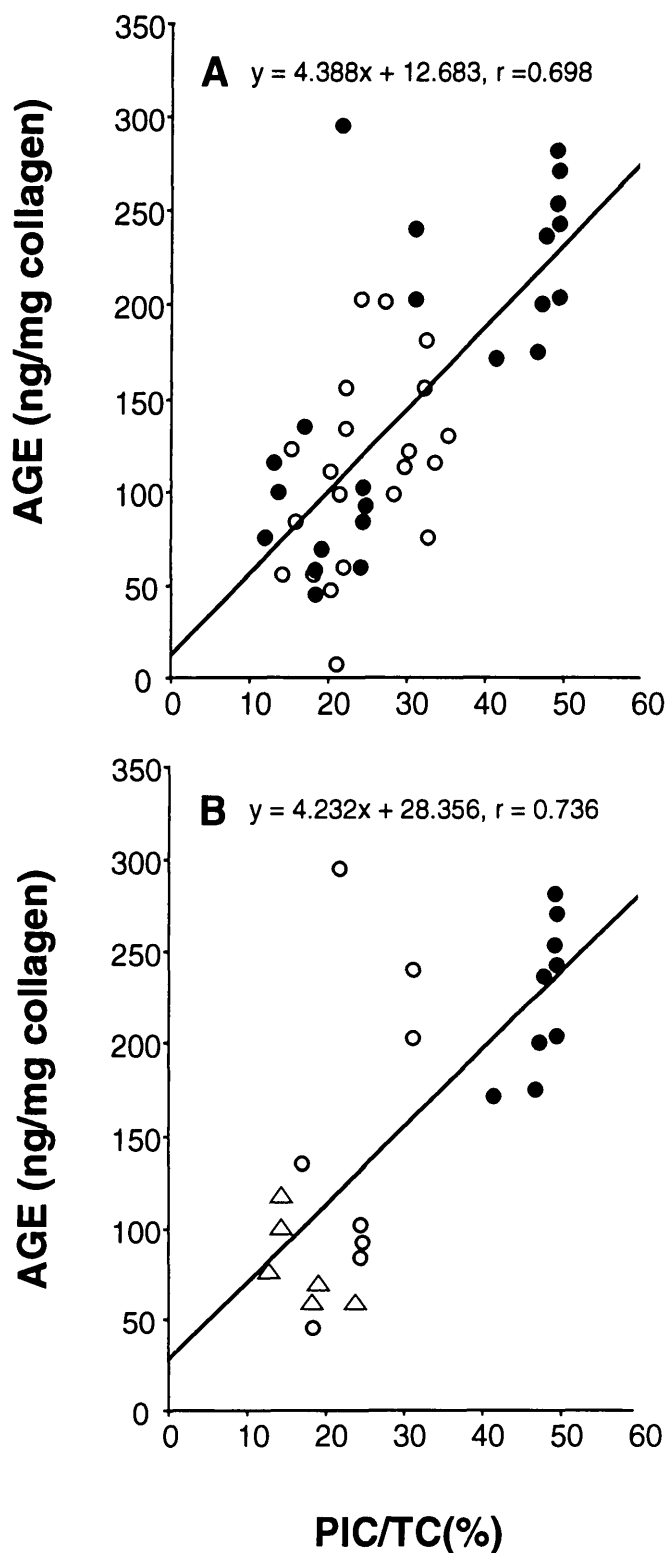 AGE (ng/mg collagen)
A y = 4.388x + 12.683, r =0.698
350
300
250
200
150
100
50
0
0 10 20 30 40 50 60
AGE (ng/mg collagen)
B y = 4.232x + 28.356, r = 0.736
350
300
250
200
150
100
50
0
0 10 20 30 40 50 60
PIC/TC(%)